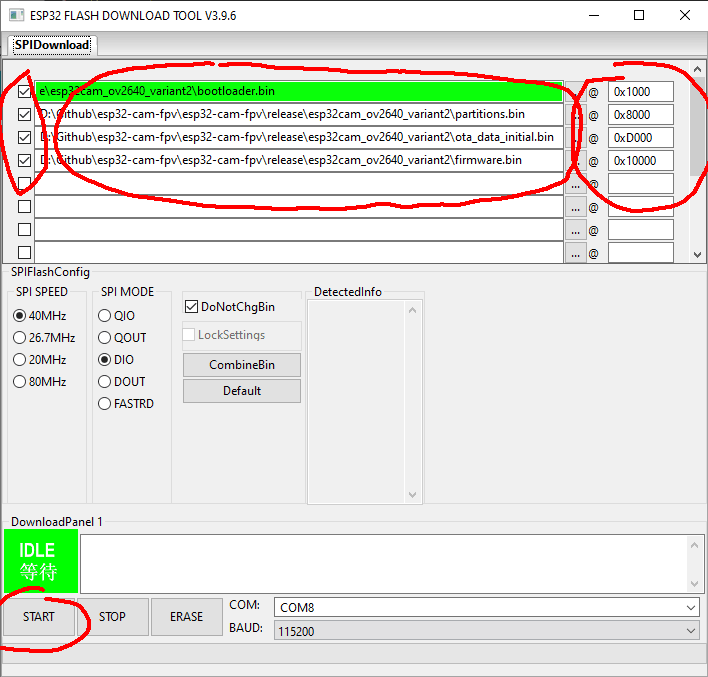 ESP32 FLASH DOWNLOAD TOOL V3.9.6
SPIDownload
e\esp32cam_ov2640_variant2\bootloader.bin @ 0x1000
D:\Github\esp32-cam-fpv\esp32-cam-fpv\release\esp32cam_ov2640_variant2\partitions.bin @ 0x8000
D:\Github\esp32-cam-fpv\esp32-cam-fpv\release\esp32cam_ov2640_variant2\ota_data_initial.bin @ 0xD000
D:\Github\esp32-cam-fpv\esp32-cam-fpv\release\esp32cam_ov2640_variant2\firmware.bin @ 0x10000
... @
... @
... @
... @
SPIFlashConfig
SPI SPEED
40MHz
26.7MHz
20MHz
80MHz
SPI MODE
QIO
QOUT
DIO
DOUT
FASTRD
DoNotChgBin
LockSettings
CombineBin
Default
DetectedInfo
DownloadPanel 1
IDLE
等待
START STOP ERASE
COM: COM8
BAUD: 115200